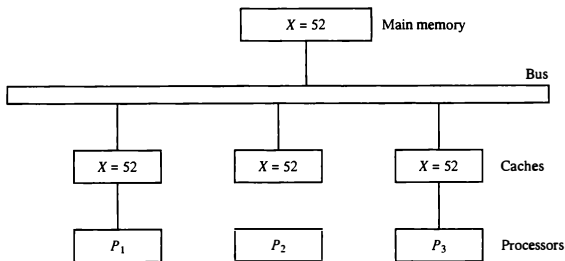 X = 52 Main memory
Bus
X = 52 X = 52 X = 52 Caches
P₁ P₂ P₃ Processors